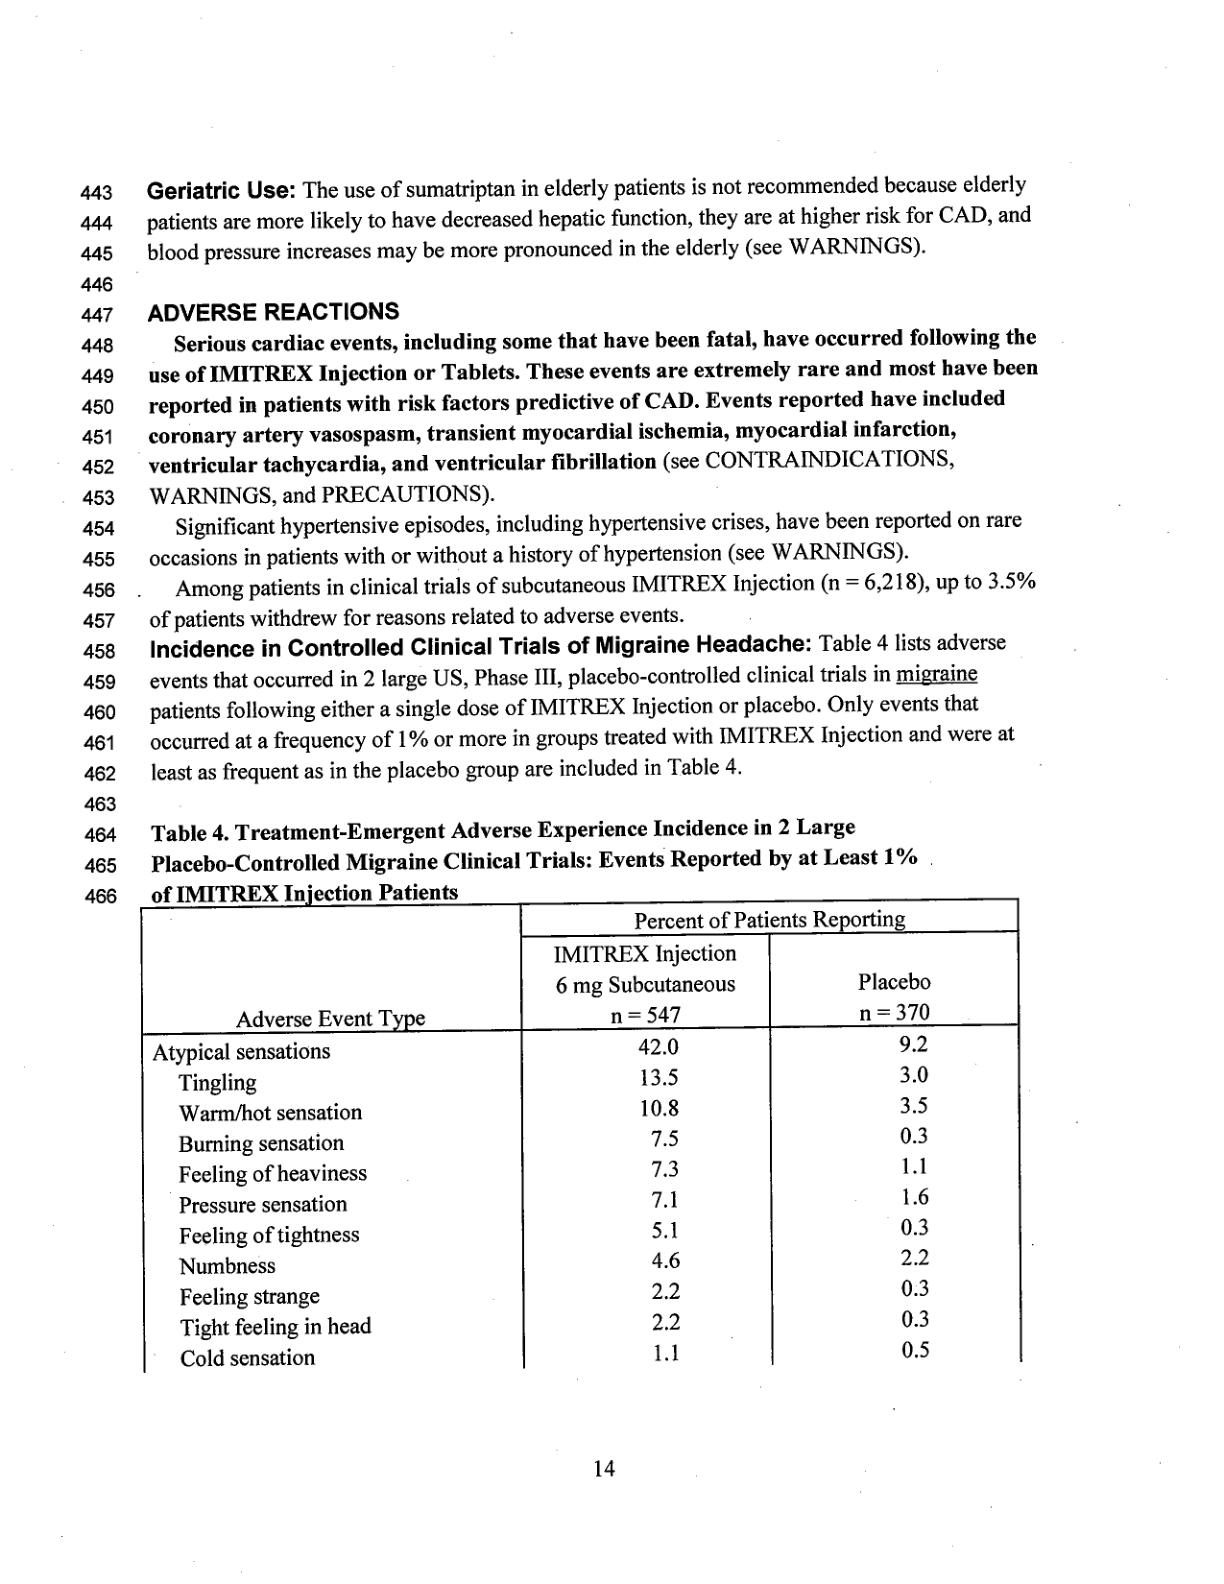 443 Geriatric Use: The use of sumatriptan in elderly patients is not recommended because elderly
444 patients are more likely to have decreased hepatic function, they are at higher risk for CAD, and
445 blood pressure increases may be more pronounced in the elderly (see WARNINGS).
446
447 ADVERSE REACTIONS
448 Serious cardiac events, including some that have been fatal, have occurred following the
449 use of IMITREX Injection or Tablets. These events are extremely rare and most have been
450 reported in patients with risk factors predictive of CAD. Events reported have included
451 coronary artery vasospasm, transient myocardial ischemia, myocardial infarction,
452 ventricular tachycardia, and ventricular fibrillation (see CONTRAINDICATIONS,
453 WARNINGS, and PRECAUTIONS).
454 Significant hypertensive episodes, including hypertensive crises, have been reported on rare
455 occasions in patients with or without a history of hypertension (see WARNINGS).
456 Among patients in clinical trials of subcutaneous IMITREX Injection (n = 6,218), up to 3.5%
457 of patients withdrew for reasons related to adverse events.
458 Incidence in Controlled Clinical Trials of Migraine Headache: Table 4 lists adverse
459 events that occurred in 2 large US, Phase III, placebo-controlled clinical trials in migraine
460 patients following either a single dose of IMITREX Injection or placebo. Only events that
461 occurred at a frequency of 1% or more in groups treated with IMITREX Injection and were at
462 least as frequent as in the placebo group are included in Table 4.
463
464 Table 4. Treatment-Emergent Adverse Experience Incidence in 2 Large
465 Placebo-Controlled Migraine Clinical Trials: Events Reported by at Least 1%
466 of IMITREX Injection Patients
Percent of Patients Reporting
IMITREX Injection
6 mg Subcutaneous Placebo
Adverse Event Type n = 547 n = 370
Atypical sensations 42.0 9.2
Tingling 13.5 3.0
Warm/hot sensation 10.8 3.5
Burning sensation 7.5 0.3
Feeling of heaviness 7.3 1.1
Pressure sensation 7.1 1.6
Feeling of tightness 5.1 0.3
Numbness 4.6 2.2
Feeling strange 2.2 0.3
Tight feeling in head 2.2 0.3
Cold sensation 1.1 0.5
14